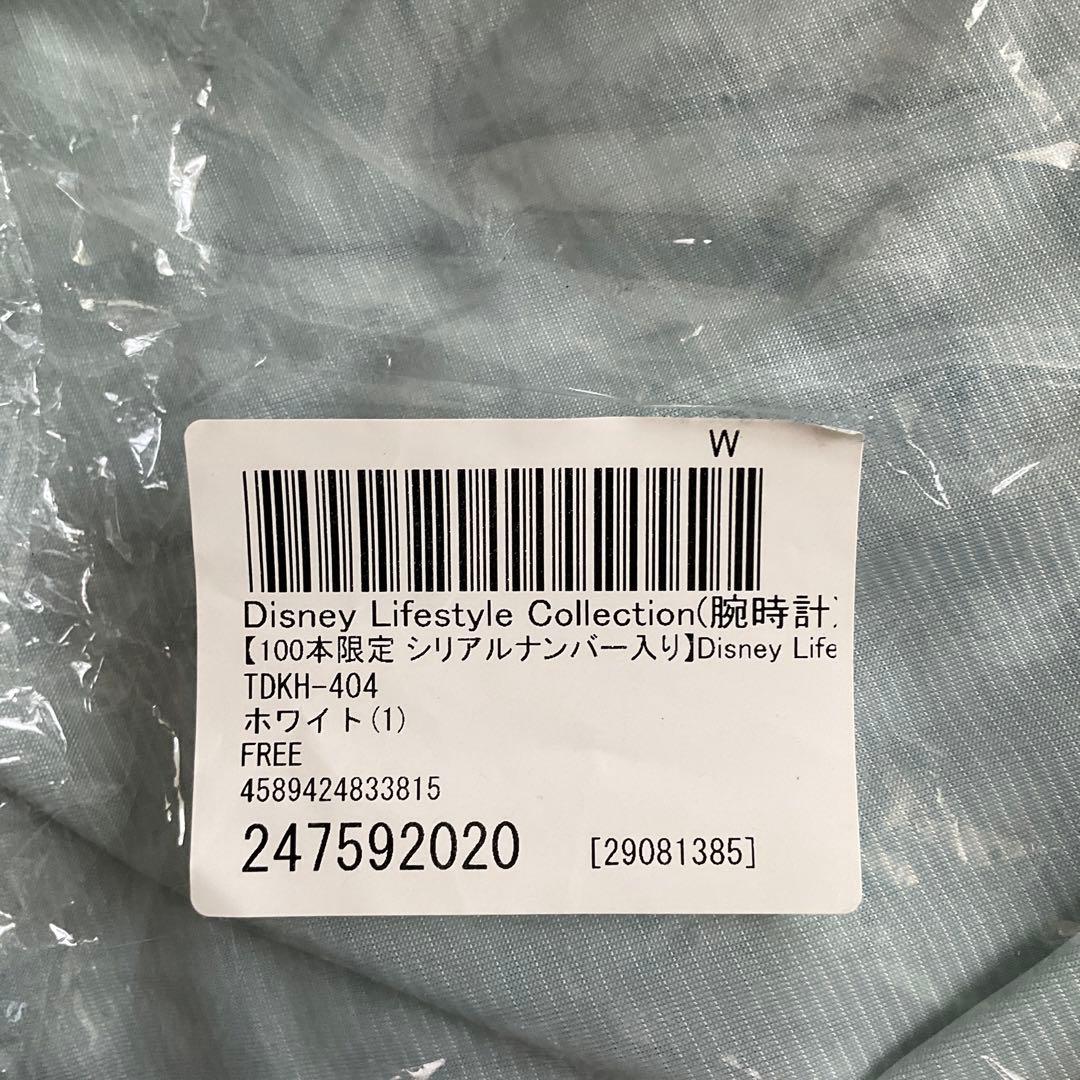 W
Disney Lifestyle Collection(腕時計)
【100本限定 シリアルナンバー入り】Disney Life
TDKH-404
ホワイト(1)
FREE
4589424833815
247592020 [29081385]